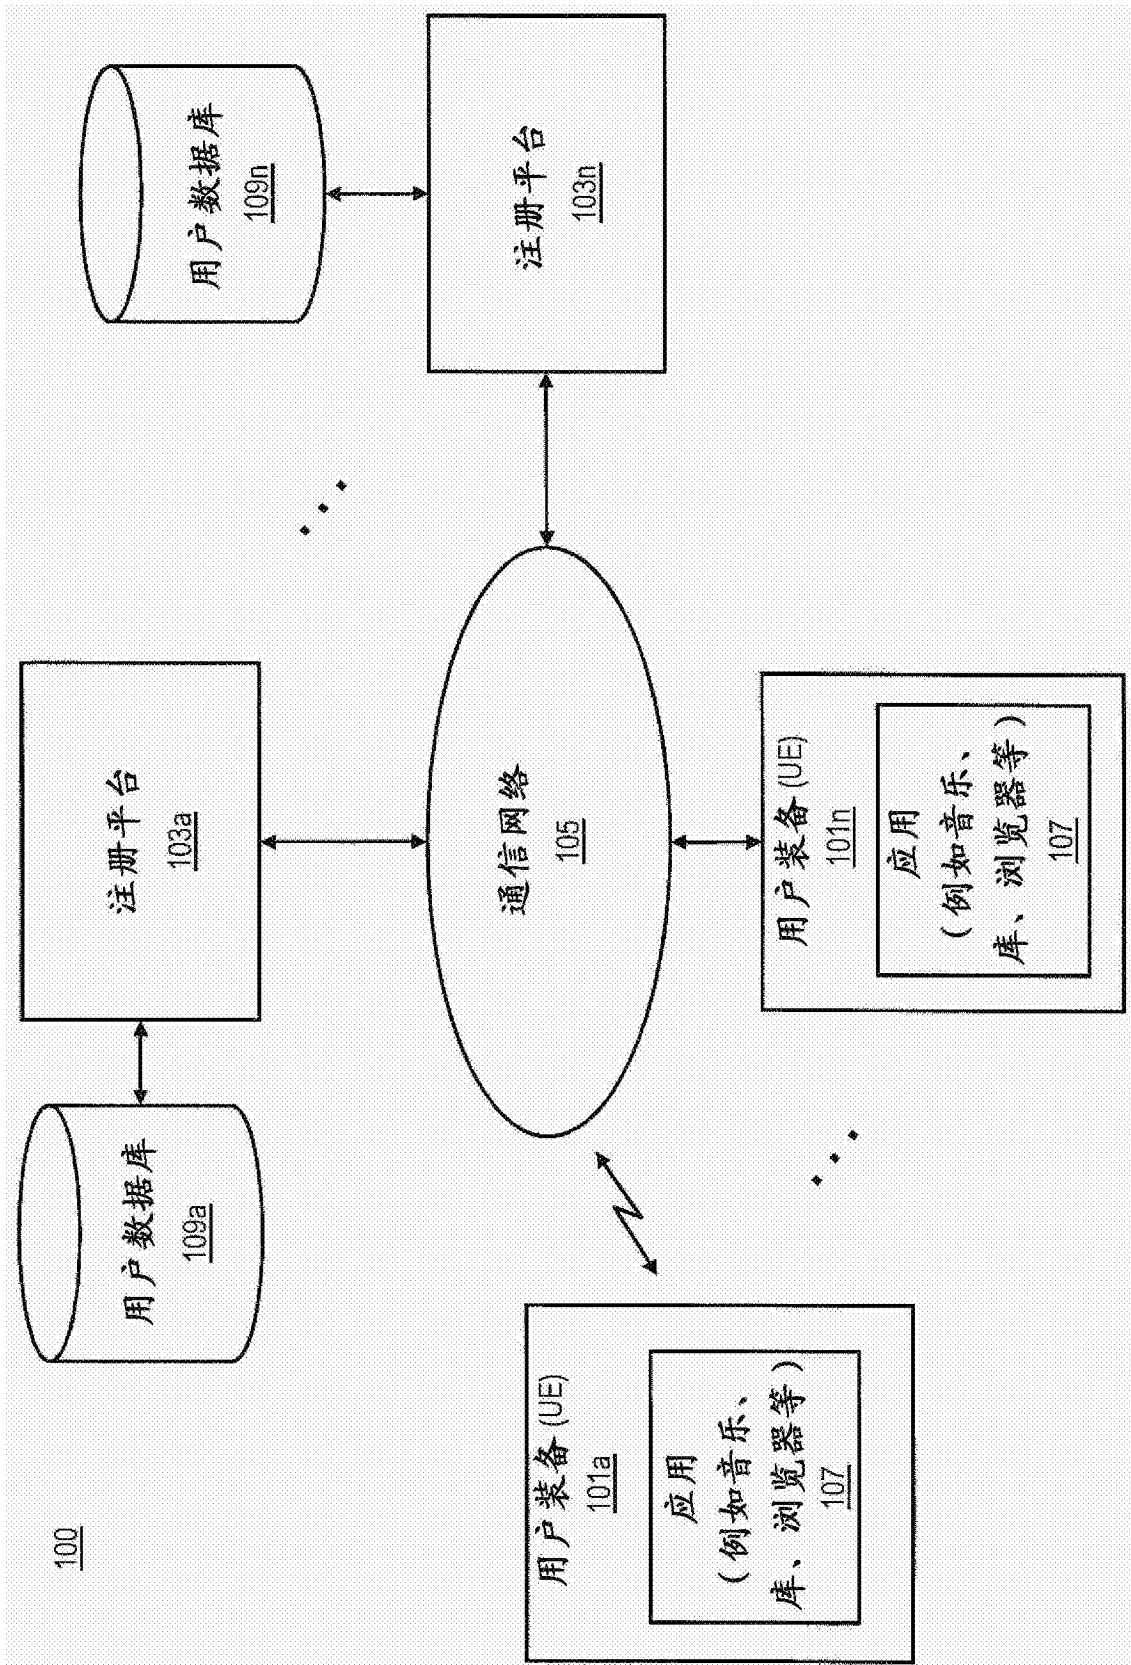 100
用户数据库
109a
注册平台
103a
用户数据库
109n
注册平台
103n
通信网络
105
用户装备(UE)
101a
应用
(例如音乐、
库、浏览器等)
107
用户装备(UE)
101n
应用
(例如音乐、
库、浏览器等)
107